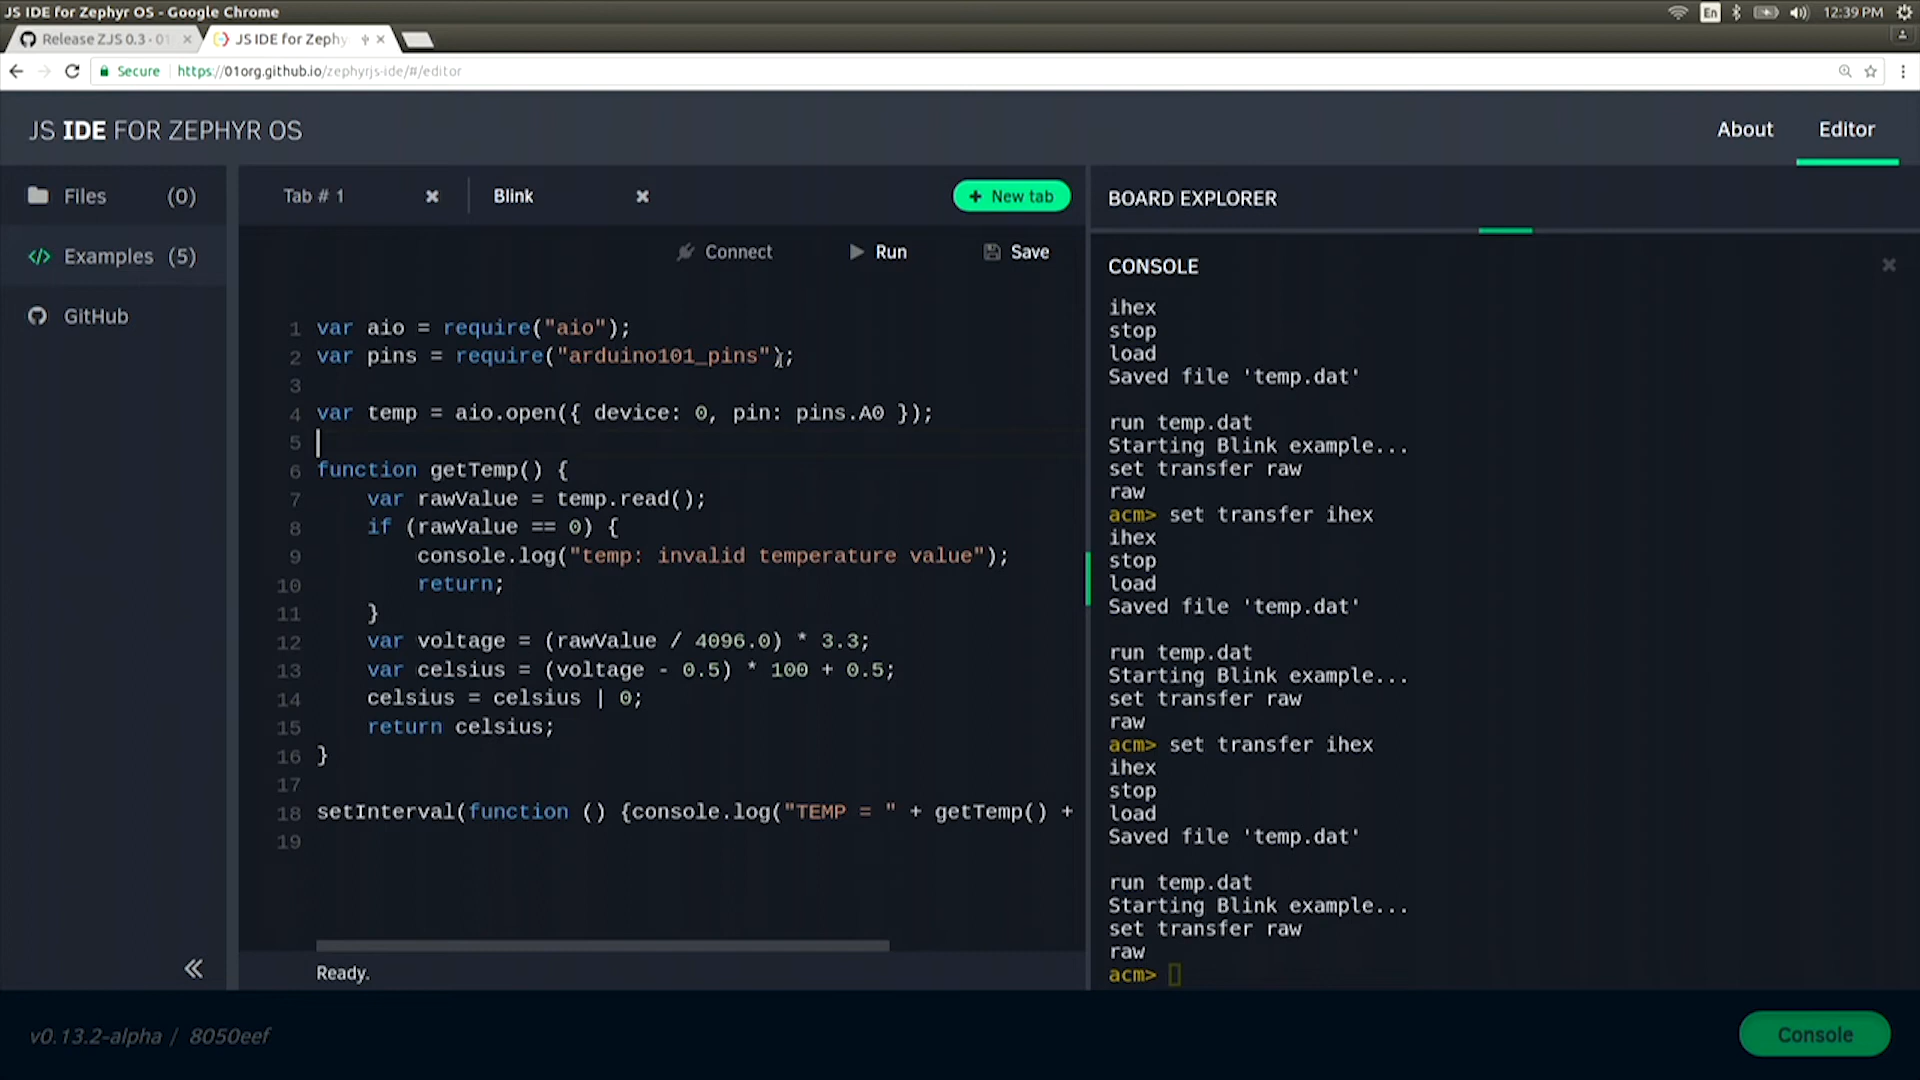 JS IDE for Zephyr OS - Google Chrome
En
12:39 PM
Release ZJS 0.3 · 01
JS IDE for Zephy
Secure
https://01org.github.io/zephyrjs-ide/#/editor
JS IDE FOR ZEPHYR OS
About
Editor
Files (0)
Examples (5)
GitHub
Tab # 1
Blink
+ New tab
Connect
Run
Save
1 var aio = require("aio");
2 var pins = require("arduino101_pins");
3
4 var temp = aio.open({ device: 0, pin: pins.A0 });
5
6 function getTemp() {
7 var rawValue = temp.read();
8 if (rawValue == 0) {
9 console.log("temp: invalid temperature value");
10 return;
11 }
12 var voltage = (rawValue / 4096.0) * 3.3;
13 var celsius = (voltage - 0.5) * 100 + 0.5;
14 celsius = celsius | 0;
15 return celsius;
16 }
17
18 setInterval(function () {console.log("TEMP = " + getTemp() +
19
Ready.
BOARD EXPLORER
CONSOLE
ihex
stop
load
Saved file 'temp.dat'
run temp.dat
Starting Blink example...
set transfer raw
raw
acm> set transfer ihex
ihex
stop
load
Saved file 'temp.dat'
run temp.dat
Starting Blink example...
set transfer raw
raw
acm> set transfer ihex
ihex
stop
load
Saved file 'temp.dat'
run temp.dat
Starting Blink example...
set transfer raw
raw
acm>
v0.13.2-alpha / 8050eef
Console